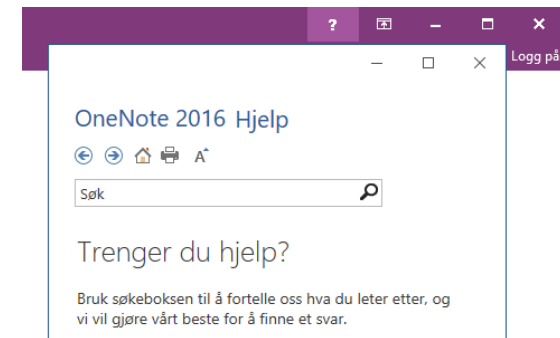 ?
Logg på
OneNote 2016 Hjelp
A
Søk
Trenger du hjelp?
Bruk søkeboksen til å fortelle oss hva du leter etter, og
vi vil gjøre vårt beste for å finne et svar.